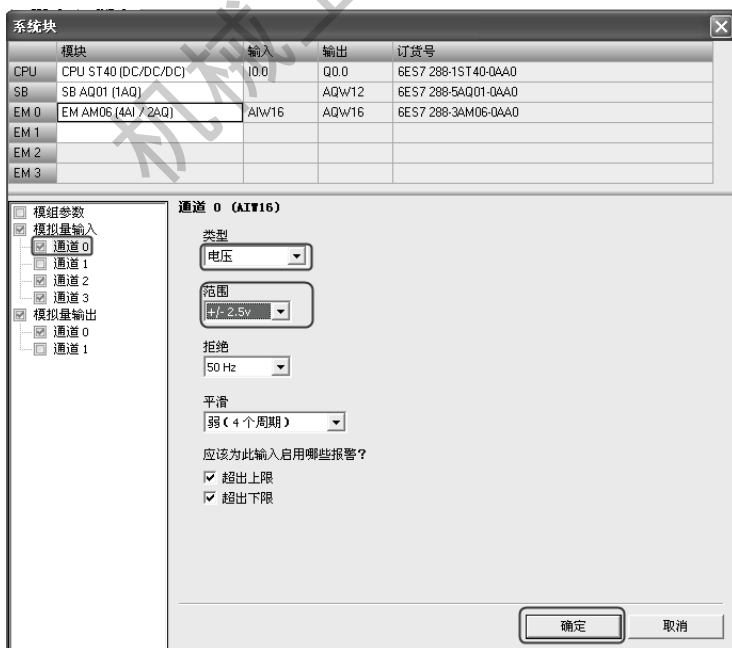 系统块
模块 输入 输出 订货号
CPU CPU ST40 (DC/DC/DC) I0.0 Q0.0 6ES7 288-1ST40-0AA0
SB SB AQ01 (1AQ) AQW12 6ES7 288-5AQ01-0AA0
EM 0 EM AM06 (4AI / 2AQ) AIW16 AQW16 6ES7 288-3AM06-0AA0
EM 1
EM 2
EM 3
模组参数
模拟量输入
通道 0
通道 1
通道 2
通道 3
模拟量输出
通道 0
通道 1
通道 0 (AIW16)
类型
电压
范围
+/- 2.5v
拒绝
50 Hz
平滑
弱(4个周期)
应该为此输入启用哪些报警?
超出上限
超出下限
确定 取消
机械工